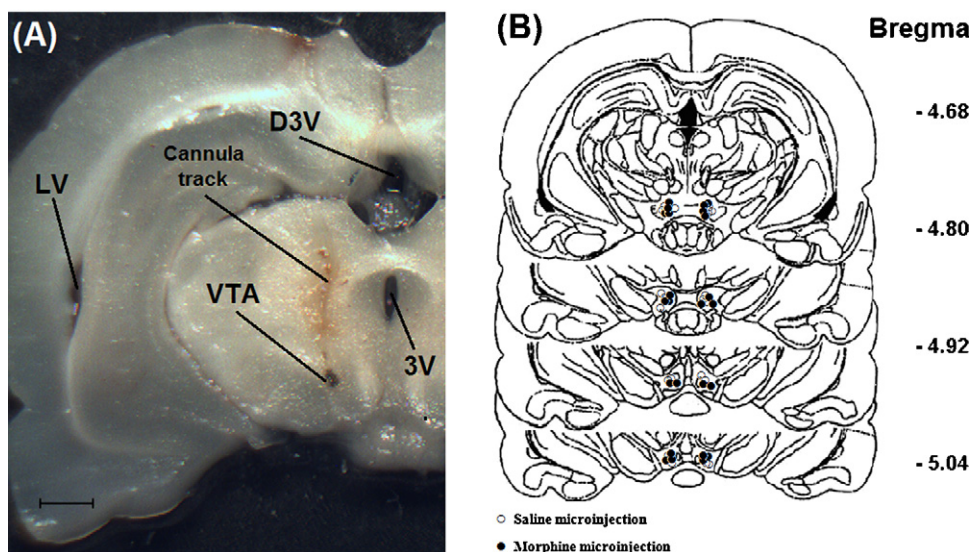 (A)
D3V
Cannula
track
LV
VTA
3V
(B)
Bregma
- 4.68
- 4.80
- 4.92
- 5.04
○ Saline microinjection
● Morphine microinjection